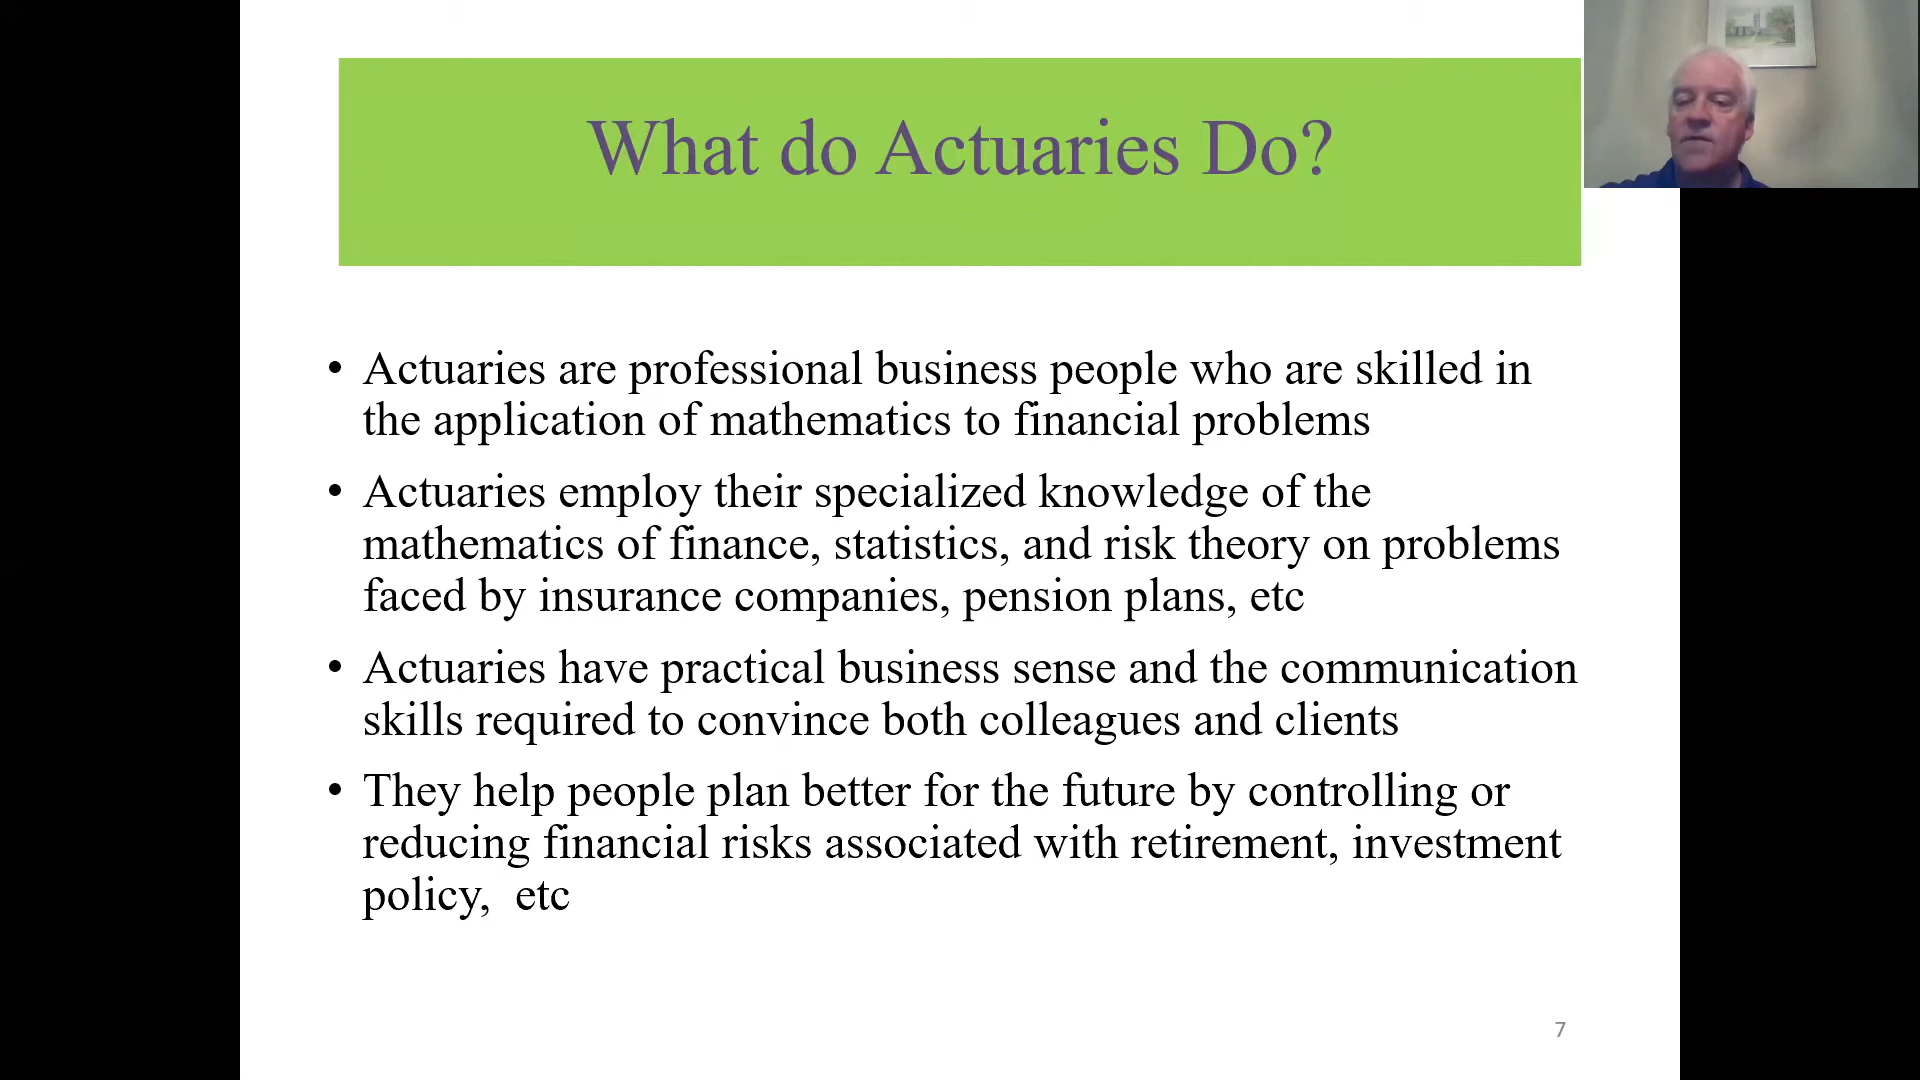 What do Actuaries Do?
• Actuaries are professional business people who are skilled in
the application of mathematics to financial problems
• Actuaries employ their specialized knowledge of the
mathematics of finance, statistics, and risk theory on problems
faced by insurance companies, pension plans, etc
• Actuaries have practical business sense and the communication
skills required to convince both colleagues and clients
• They help people plan better for the future by controlling or
reducing financial risks associated with retirement, investment
policy,  etc
7